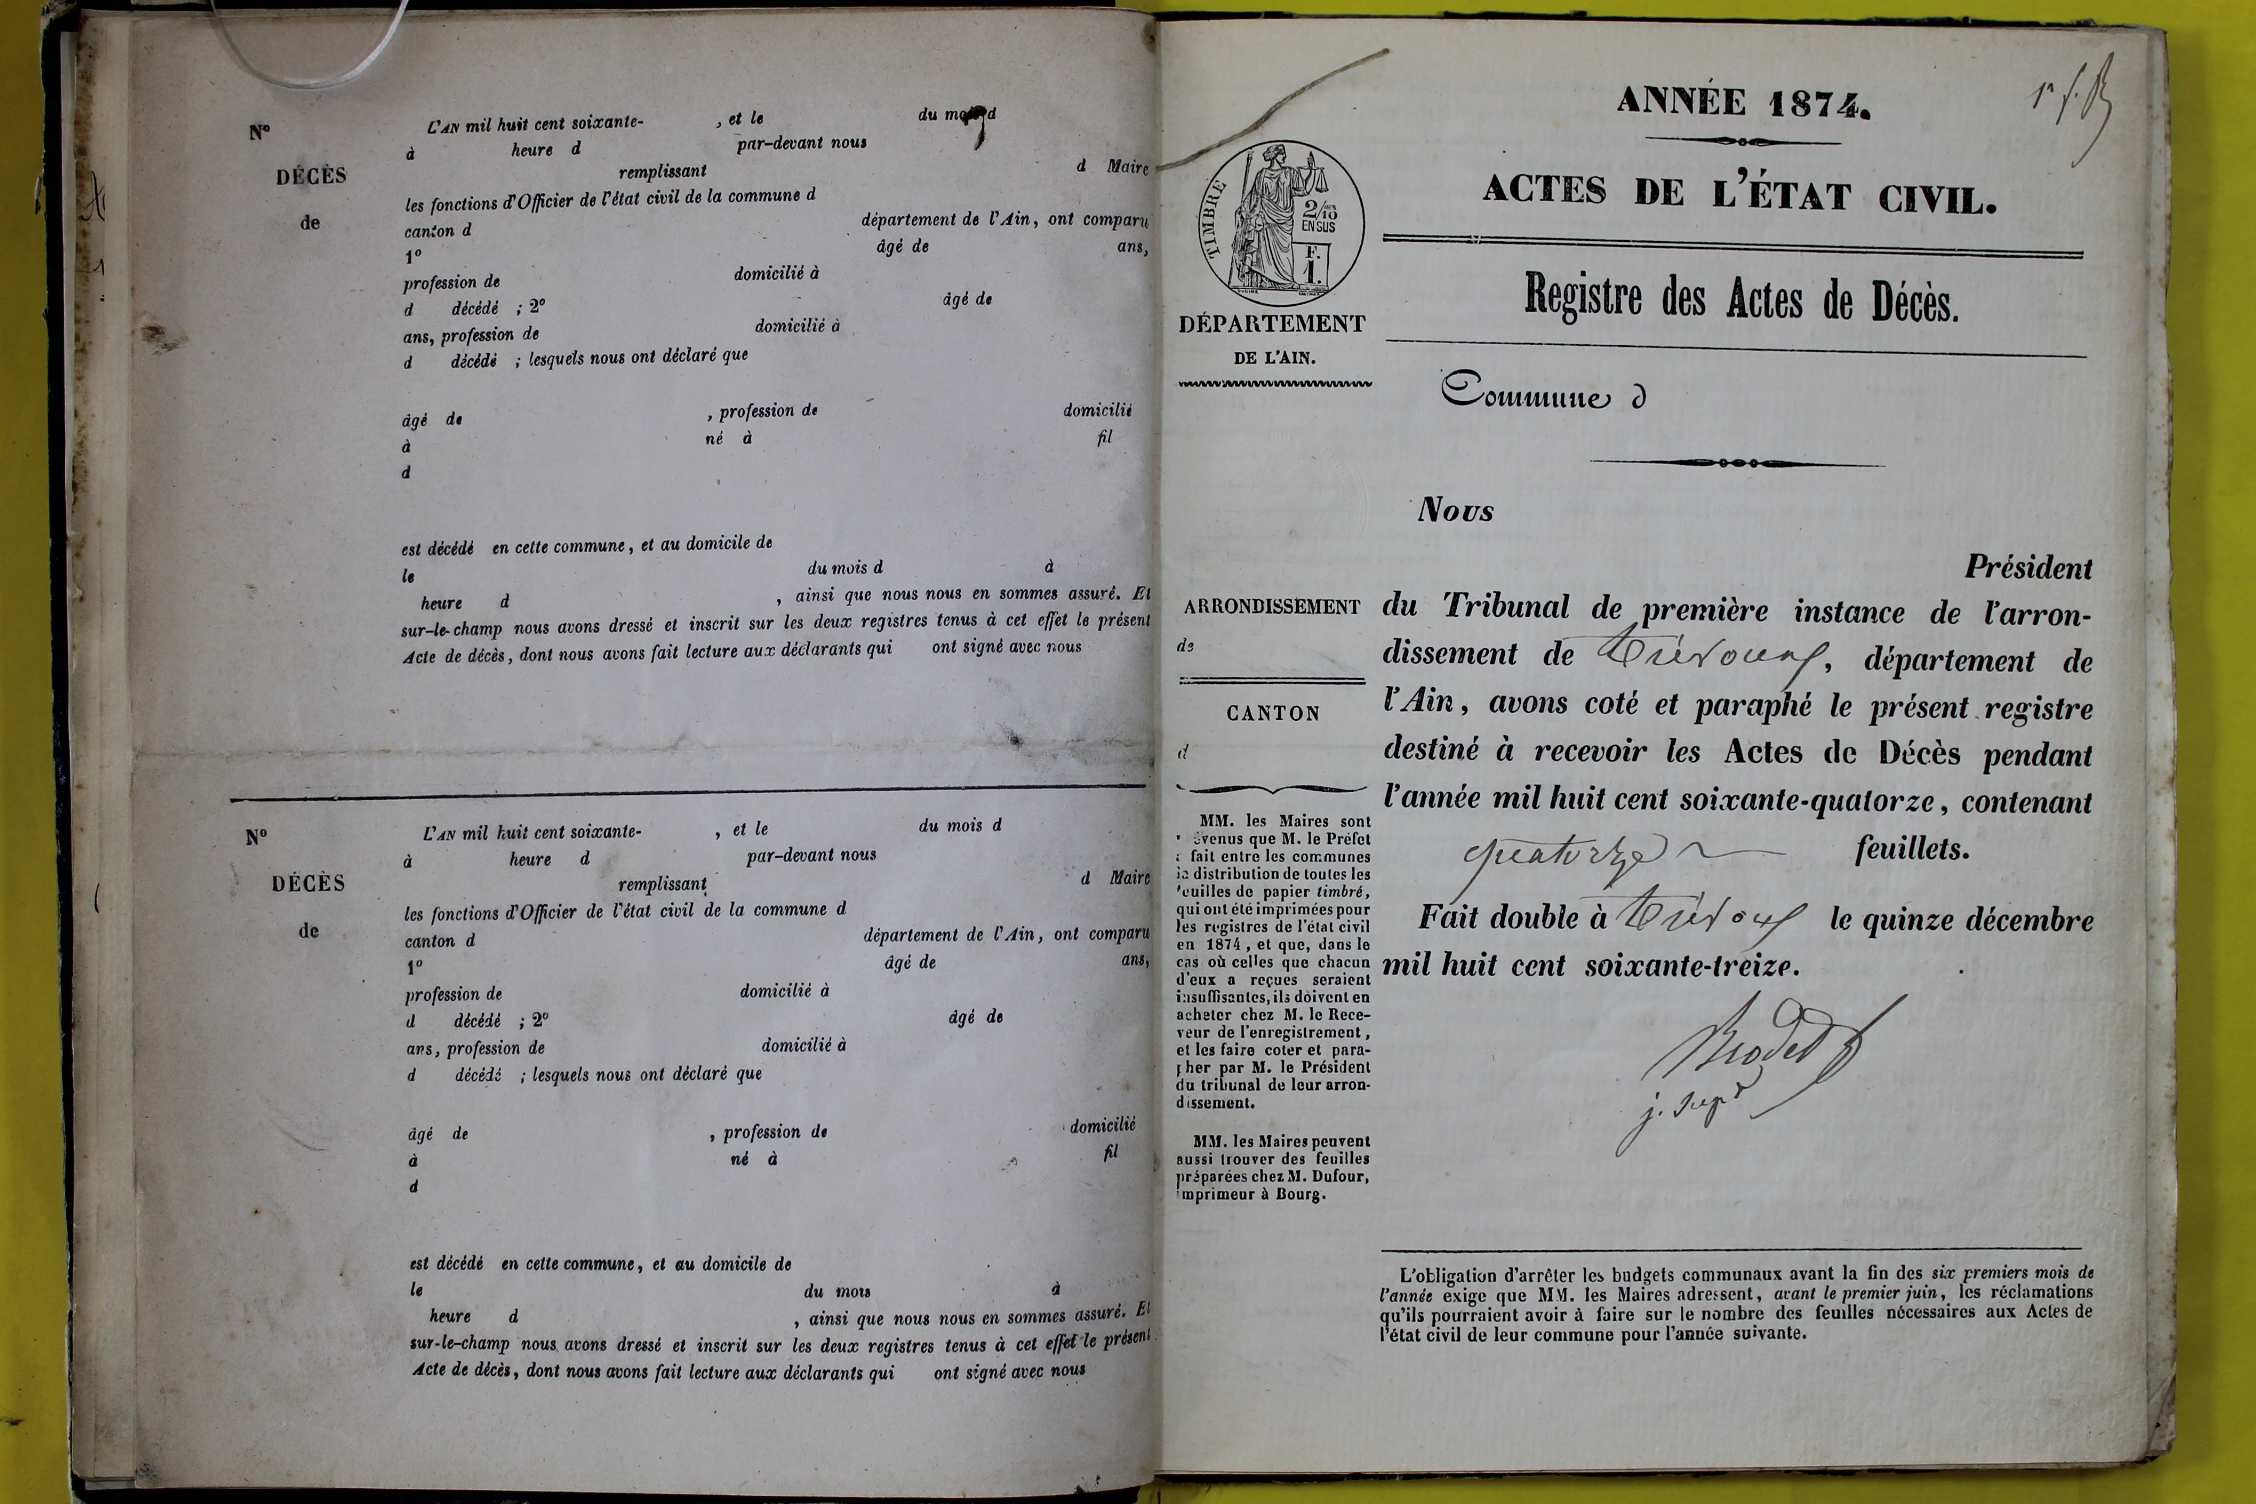 N°
DÉCÈS
de
L'AN mil huit cent soixante- , et le du mois d
à heure d par-devant nous
remplissant d Maire
les fonctions d'Officier de l'état civil de la commune d
canton d département de l'Ain, ont comparu
1° âgé de ans,
profession de domicilié à
d décédé ; 2° âgé de
ans, profession de domicilié à
d décédé ; lesquels nous ont déclaré que
âgé de , profession de domicilié
à né à fil
d
est décédé en cette commune, et au domicile de
le du mois d à
heure d , ainsi que nous nous en sommes assuré. Et
sur-le-champ nous avons dressé et inscrit sur les deux registres tenus à cet effet le présent
Acte de décès, dont nous avons fait lecture aux déclarants qui ont signé avec nous
N°
DÉCÈS
de
L'AN mil huit cent soixante- , et le du mois d
à heure d par-devant nous
remplissant d Maire
les fonctions d'Officier de l'état civil de la commune d
canton d département de l'Ain, ont comparu
1° âgé de ans,
profession de domicilié à
d décédé ; 2° âgé de
ans, profession de domicilié à
d décédé ; lesquels nous ont déclaré que
âgé de , profession de domicilié
à né à fil
d
est décédé en cette commune, et au domicile de
le du mois à
heure d , ainsi que nous nous en sommes assuré. Et
sur-le-champ nous avons dressé et inscrit sur les deux registres tenus à cet effet le présent
Acte de décès, dont nous avons fait lecture aux déclarants qui ont signé avec nous
ANNÉE 1874.
ACTES DE L'ÉTAT CIVIL.
Registre des Actes de Décès.
TIMBRE
2/10
EN SUS
F.
1.
DÉPARTEMENT
DE L'AIN.
Commune d
Nous
Président
du Tribunal de première instance de l'arron-
dissement de Trévoux, département de
l'Ain, avons coté et paraphé le présent registre
destiné à recevoir les Actes de Décès pendant
l'année mil huit cent soixante-quatorze, contenant
quatorze feuillets.
Fait double à Trévoux le quinze décembre
mil huit cent soixante-treize.
ARRONDISSEMENT
de
CANTON
d
MM. les Maires sont
évenus que M. le Préfet
fait entre les communes
la distribution de toutes les
feuilles de papier timbré,
qui ont été imprimées pour
les registres de l'état civil
en 1874, et que, dans le
cas où celles que chacun
d'eux a reçues seraient
insuffisantes, ils doivent en
acheter chez M. le Rece-
veur de l'enregistrement,
et les faire coter et para-
pher par M. le Président
du tribunal de leur arron-
dissement.
MM. les Maires peuvent
aussi trouver des feuilles
préparées chez M. Dufour,
imprimeur à Bourg.
L'obligation d'arrêter les budgets communaux avant la fin des six premiers mois de
l'année exige que MM. les Maires adressent, avant le premier juin, les réclamations
qu'ils pourraient avoir à faire sur le nombre des feuilles nécessaires aux Actes de
l'état civil de leur commune pour l'année suivante.